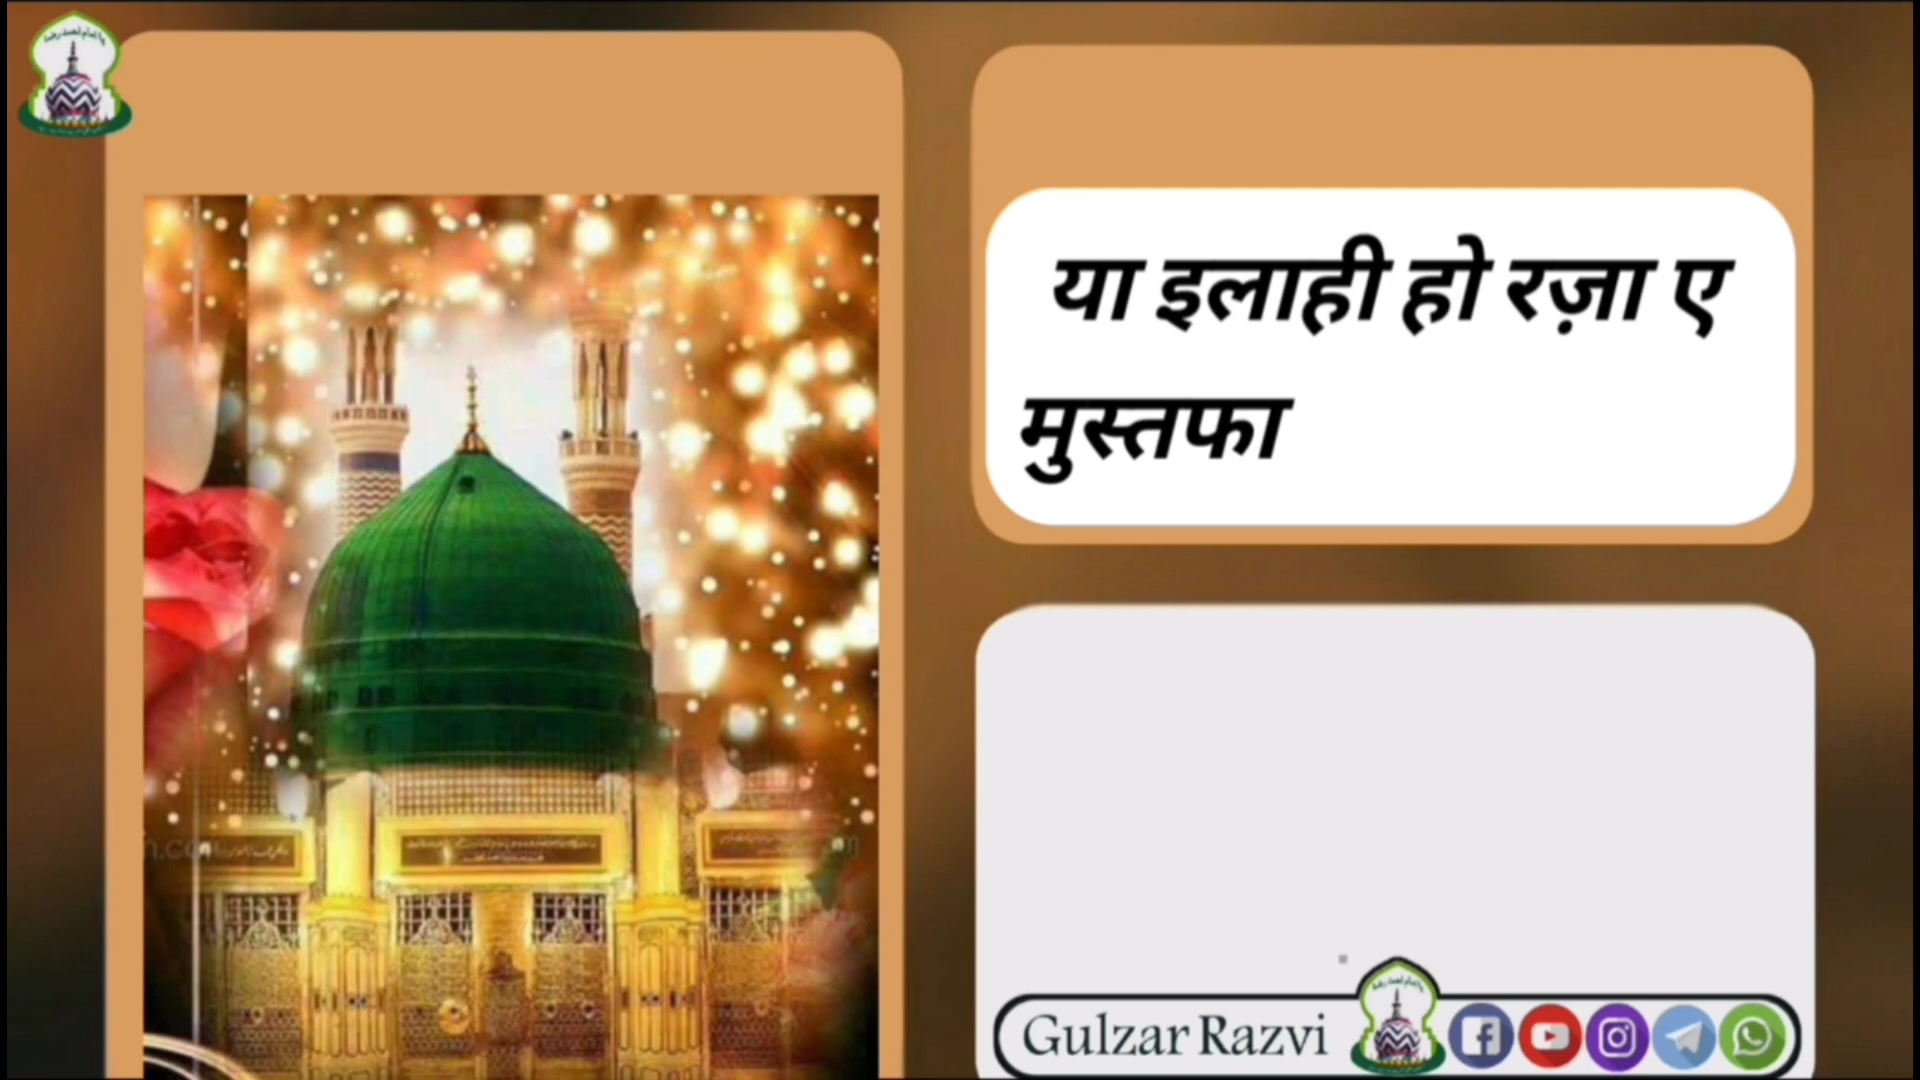 या इलाही हो रज़ा ए
मुस्तफा
Gulzar Razvi